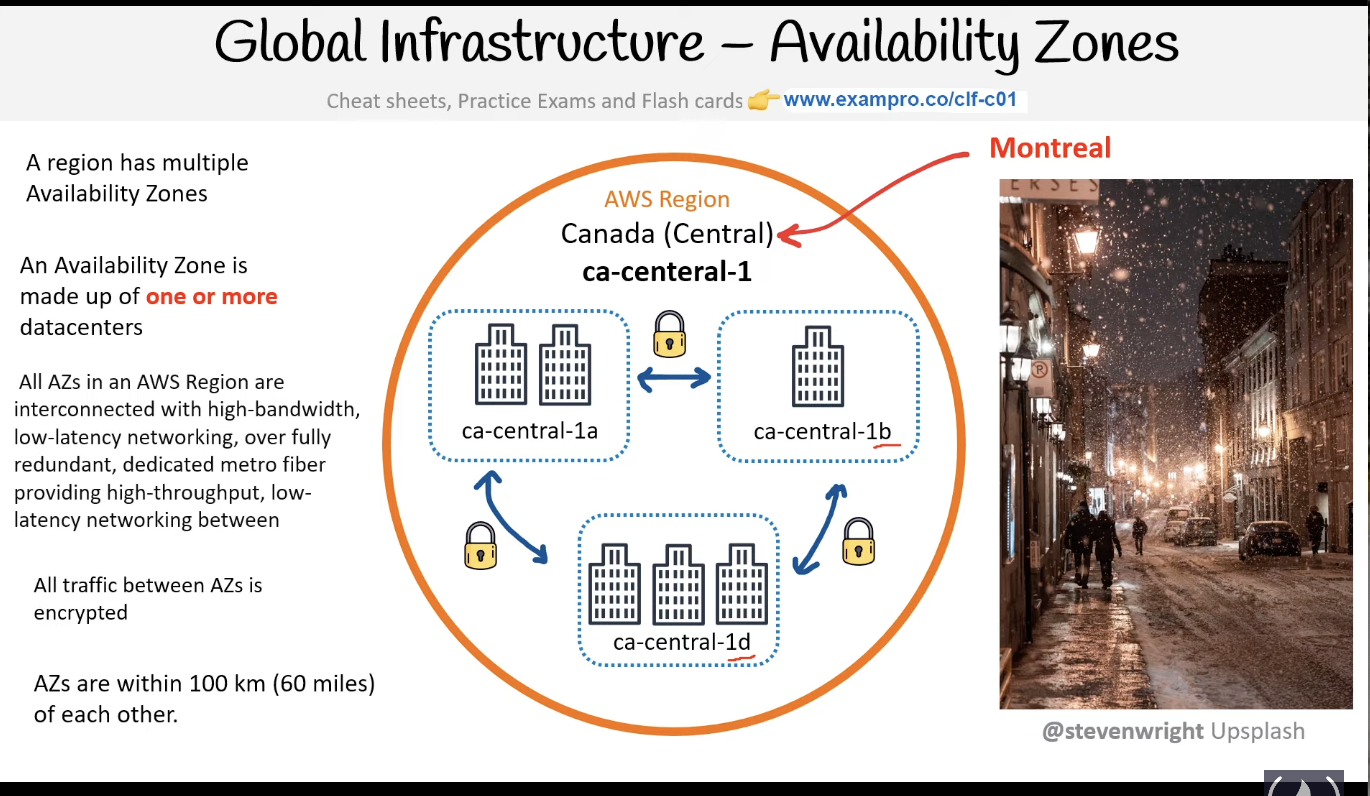 Global Infrastructure – Availability Zones
Cheat sheets, Practice Exams and Flash cards 👉 www.exampro.co/clf-c01
A region has multiple
Availability Zones
An Availability Zone is
made up of one or more
datacenters
All AZs in an AWS Region are
interconnected with high-bandwidth,
low-latency networking, over fully
redundant, dedicated metro fiber
providing high-throughput, low-
latency networking between
All traffic between AZs is
encrypted
AZs are within 100 km (60 miles)
of each other.
AWS Region
Canada (Central)
ca-centeral-1
ca-central-1a
ca-central-1b
ca-central-1d
Montreal
ERSES
R
@stevenwright Upsplash